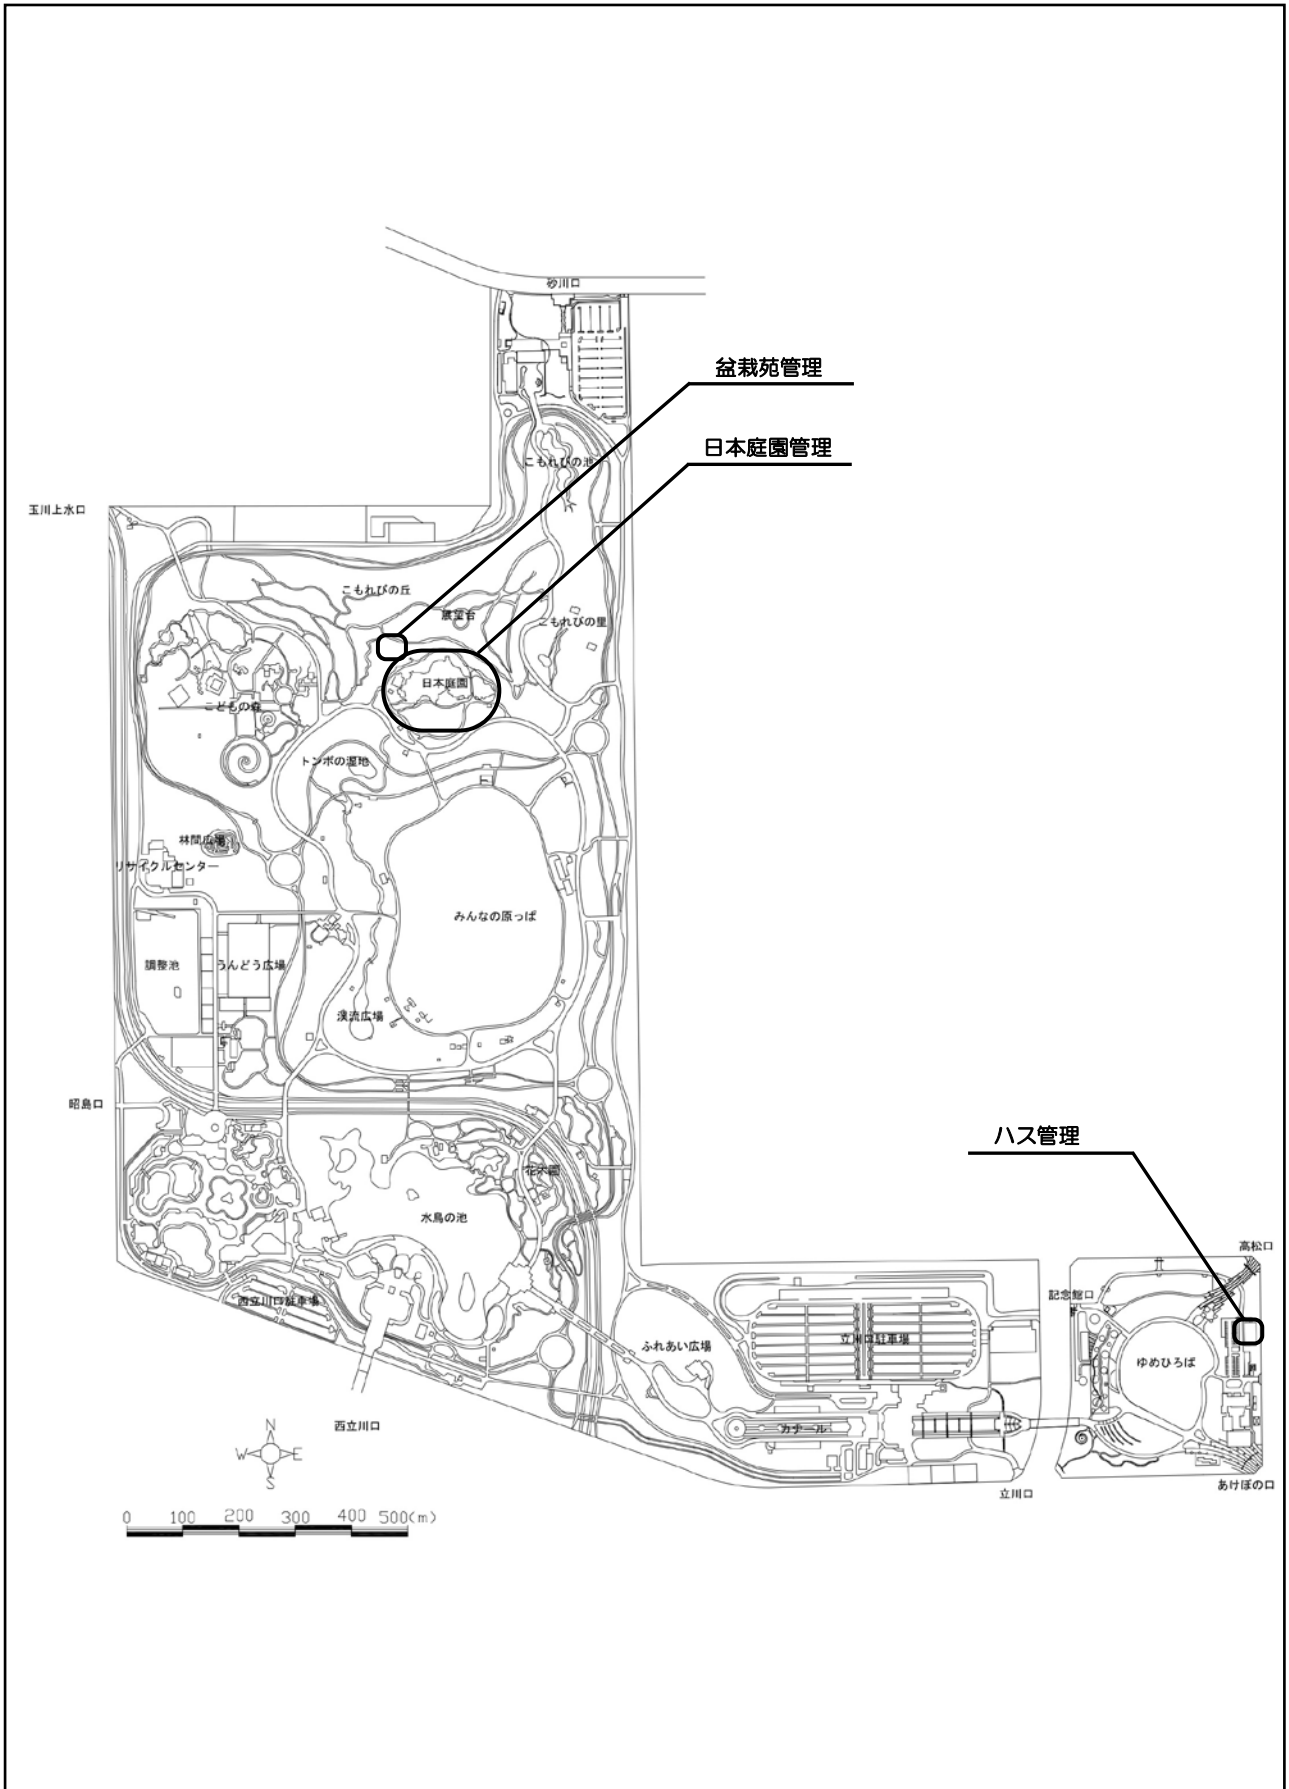 砂川口
盆栽苑管理
日本庭園管理
こもれびの池
玉川上水口
こもれびの丘
展望台
こもれびの里
日本庭園
こどもの森
トンボの湿地
林間広場
リサイクルセンター
みんなの原っぱ
調整池
うんどう広場
渓流広場
昭島口
ハス管理
花木園
水鳥の池
高松口
記念館口
西立川口駐車場
ふれあい広場
立川口駐車場
ゆめひろば
カナール
西立川口
N
W E
S
あけぼの口
立川口
0 100 200 300 400 500(m)